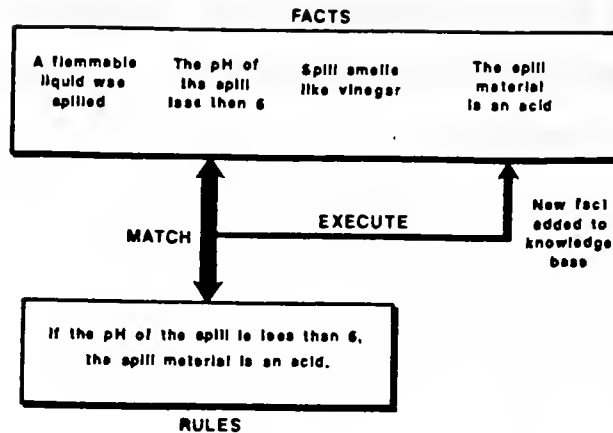 FACTS
A flammable
liquid was
spilled
The pH of
the spill
less then 6
Spill smells
like vinegar
The spill
material
is an acid
MATCH
EXECUTE
New fact
added to
knowledge
base
If the pH of the spill is less than 6,
the spill material is an acid.
RULES